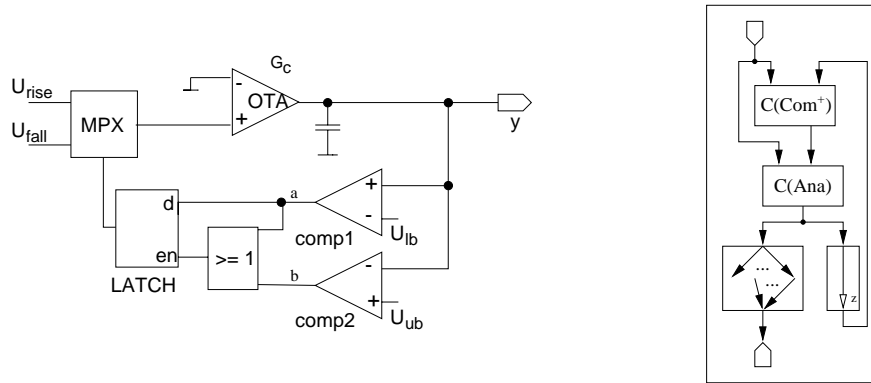 G_c
U_rise
U_fall
MPX
-
OTA
+
y
d
en
LATCH
>= 1
a
b
+
-
comp1
U_lb
-
+
comp2
U_ub
C(Com⁺)
C(Ana)
...
...
z